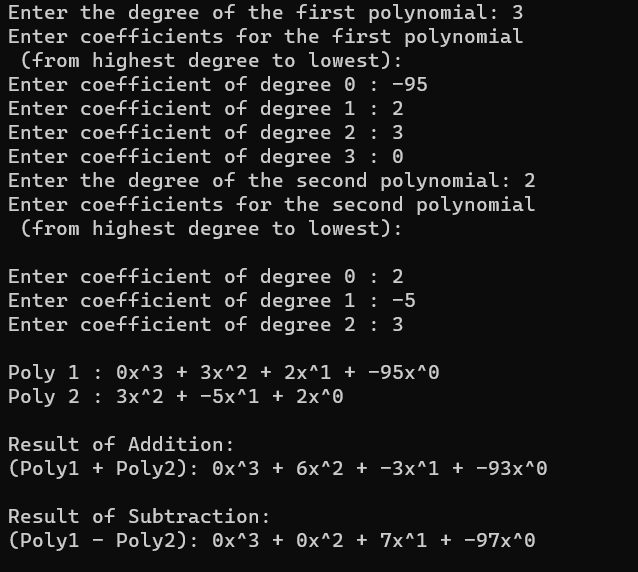 Enter the degree of the first polynomial: 3
Enter coefficients for the first polynomial
 (from highest degree to lowest):
Enter coefficient of degree 0 : -95
Enter coefficient of degree 1 : 2
Enter coefficient of degree 2 : 3
Enter coefficient of degree 3 : 0
Enter the degree of the second polynomial: 2
Enter coefficients for the second polynomial
 (from highest degree to lowest):

Enter coefficient of degree 0 : 2
Enter coefficient of degree 1 : -5
Enter coefficient of degree 2 : 3

Poly 1 : 0x^3 + 3x^2 + 2x^1 + -95x^0
Poly 2 : 3x^2 + -5x^1 + 2x^0

Result of Addition:
(Poly1 + Poly2): 0x^3 + 6x^2 + -3x^1 + -93x^0

Result of Subtraction:
(Poly1 - Poly2): 0x^3 + 0x^2 + 7x^1 + -97x^0